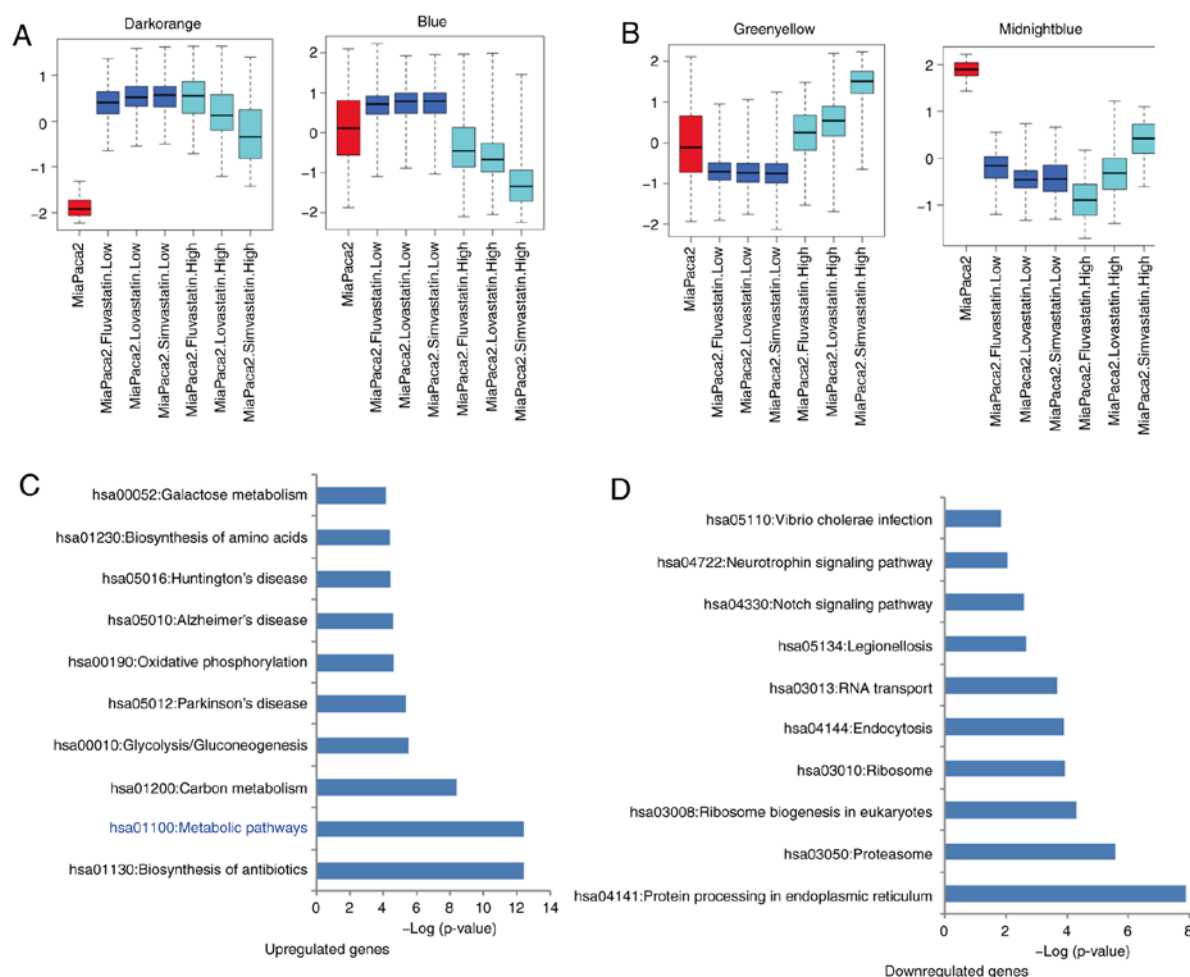 A
Darkorange
1
0
−1
−2
MiaPaca2
MiaPaca2.Fluvastatin.Low
MiaPaca2.Lovastatin.Low
MiaPaca2.Simvastatin.Low
MiaPaca2.Fluvastatin.High
MiaPaca2.Lovastatin.High
MiaPaca2.Simvastatin.High
Blue
2
1
0
−1
−2
MiaPaca2
MiaPaca2.Fluvastatin.Low
MiaPaca2.Lovastatin.Low
MiaPaca2.Simvastatin.Low
MiaPaca2.Fluvastatin.High
MiaPaca2.Lovastatin.High
MiaPaca2.Simvastatin.High
B
Greenyellow
2
1
0
−1
−2
MiaPaca2
MiaPaca2.Fluvastatin.Low
MiaPaca2.Lovastatin.Low
MiaPaca2.Simvastatin.Low
MiaPaca2.Fluvastatin.High
MiaPaca2.Lovastatin.High
MiaPaca2.Simvastatin.High
Midnightblue
2
1
0
−1
MiaPaca2
MiaPaca2.Fluvastatin.Low
MiaPaca2.Lovastatin.Low
MiaPaca2.Simvastatin.Low
MiaPaca2.Fluvastatin.High
MiaPaca2.Lovastatin.High
MiaPaca2.Simvastatin.High
C
hsa00052:Galactose metabolism
hsa01230:Biosynthesis of amino acids
hsa05016:Huntington's disease
hsa05010:Alzheimer's disease
hsa00190:Oxidative phosphorylation
hsa05012:Parkinson's disease
hsa00010:Glycolysis/Gluconeogenesis
hsa01200:Carbon metabolism
hsa01100:Metabolic pathways
hsa01130:Biosynthesis of antibiotics
0 2 4 6 8 10 12 14
−Log (p-value)
Upregulated genes
D
hsa05110:Vibrio cholerae infection
hsa04722:Neurotrophin signaling pathway
hsa04330:Notch signaling pathway
hsa05134:Legionellosis
hsa03013:RNA transport
hsa04144:Endocytosis
hsa03010:Ribosome
hsa03008:Ribosome biogenesis in eukaryotes
hsa03050:Proteasome
hsa04141:Protein processing in endoplasmic reticulum
0 2 4 6 8
−Log (p-value)
Downregulated genes